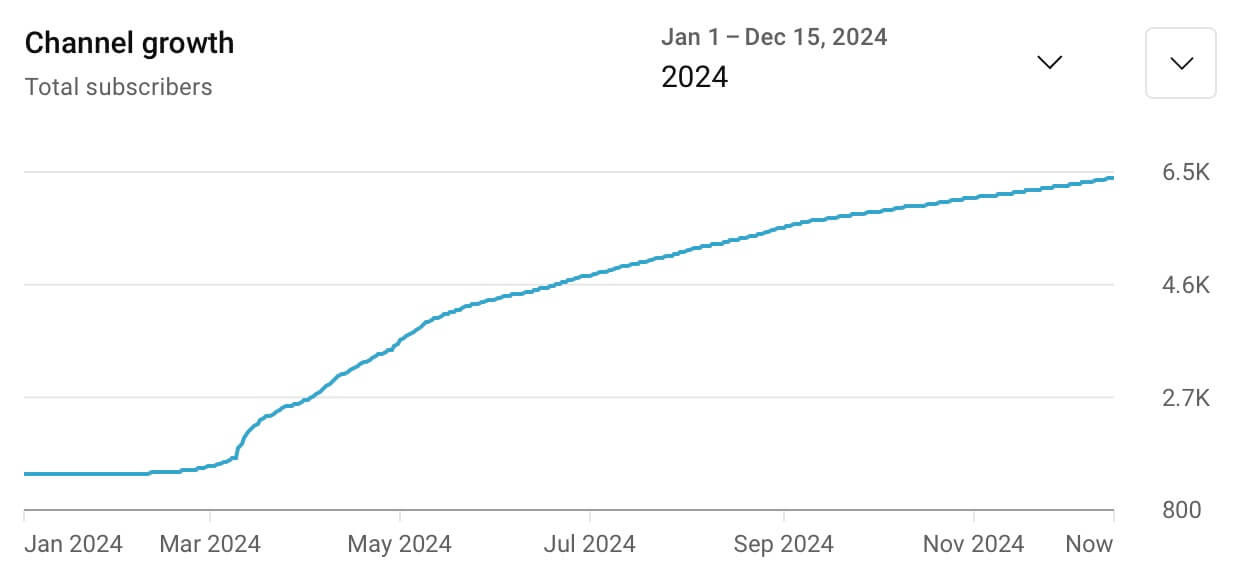 Channel growth
Total subscribers
Jan 1 – Dec 15, 2024
2024
6.5K
4.6K
2.7K
800
Jan 2024 Mar 2024 May 2024 Jul 2024 Sep 2024 Nov 2024 Now